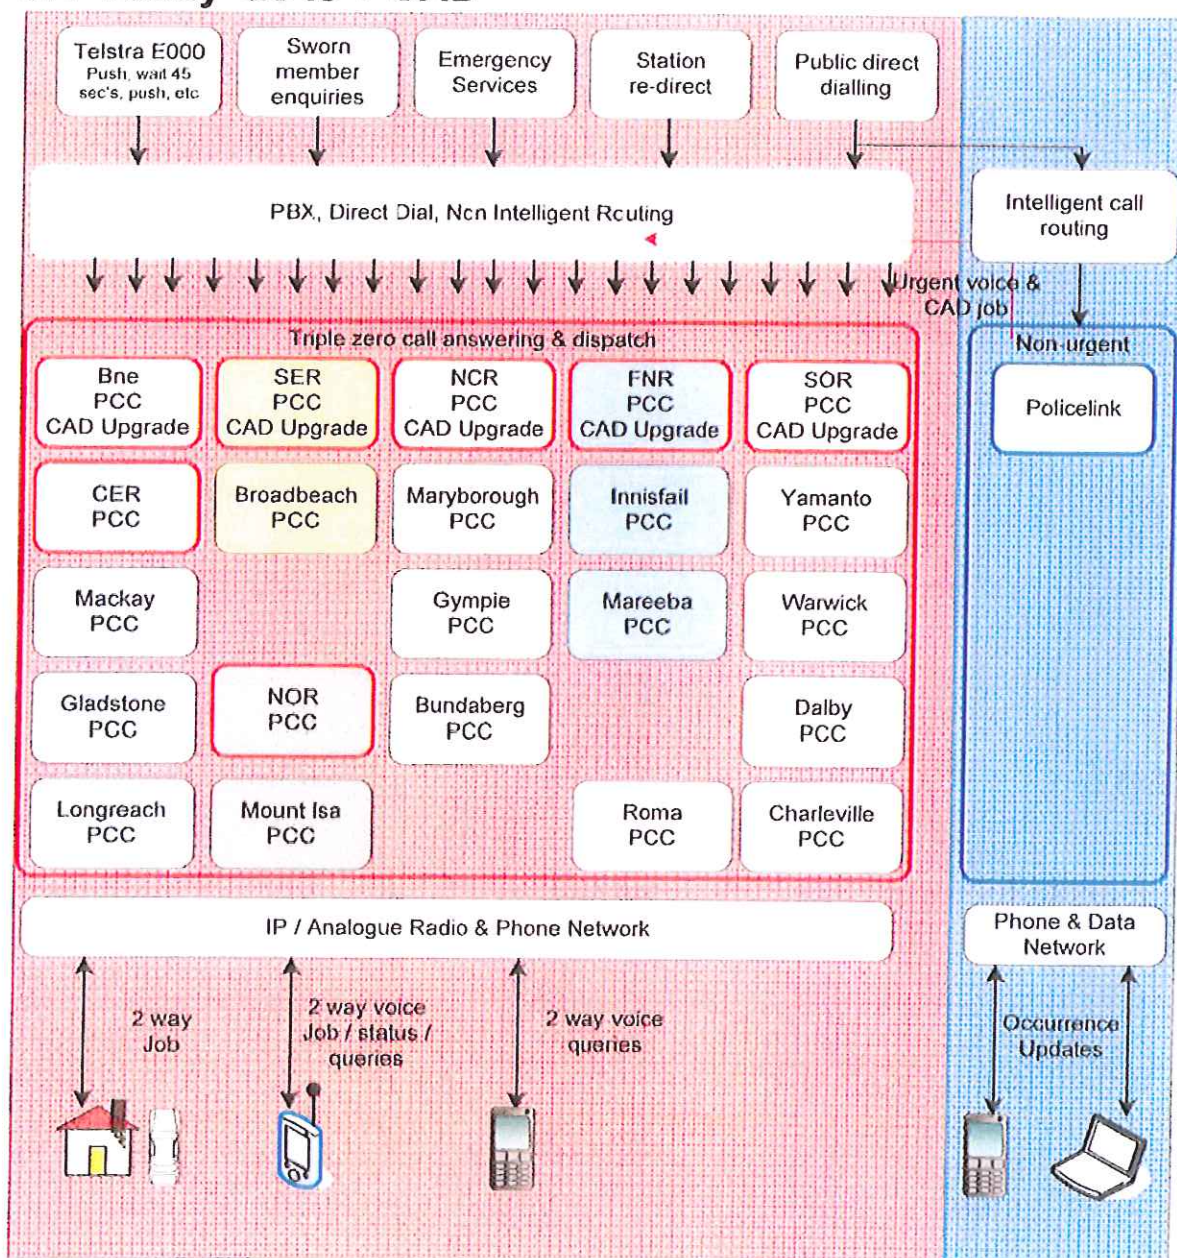 Telstra E000
Push, wait 45
sec's, push, etc
Sworn
member
enquiries
Emergency
Services
Station
re-direct
Public direct
dialling
PBX, Direct Dial, Non Intelligent Routing
Intelligent call
routing
Urgent voice &
CAD job
Triple zero call answering & dispatch
Non-urgent
Bne
PCC
CAD Upgrade
SER
PCC
CAD Upgrade
NCR
PCC
CAD Upgrade
FNR
PCC
CAD Upgrade
SOR
PCC
CAD Upgrade
Policelink
CER
PCC
Broadbeach
PCC
Maryborough
PCC
Innisfail
PCC
Yamanto
PCC
Mackay
PCC
Gympie
PCC
Mareeba
PCC
Warwick
PCC
Gladstone
PCC
NOR
PCC
Bundaberg
PCC
Dalby
PCC
Longreach
PCC
Mount Isa
PCC
Roma
PCC
Charleville
PCC
IP / Analogue Radio & Phone Network
Phone & Data
Network
2 way
Job
2 way voice
Job / status /
queries
2 way voice
queries
Occurrence
Updates